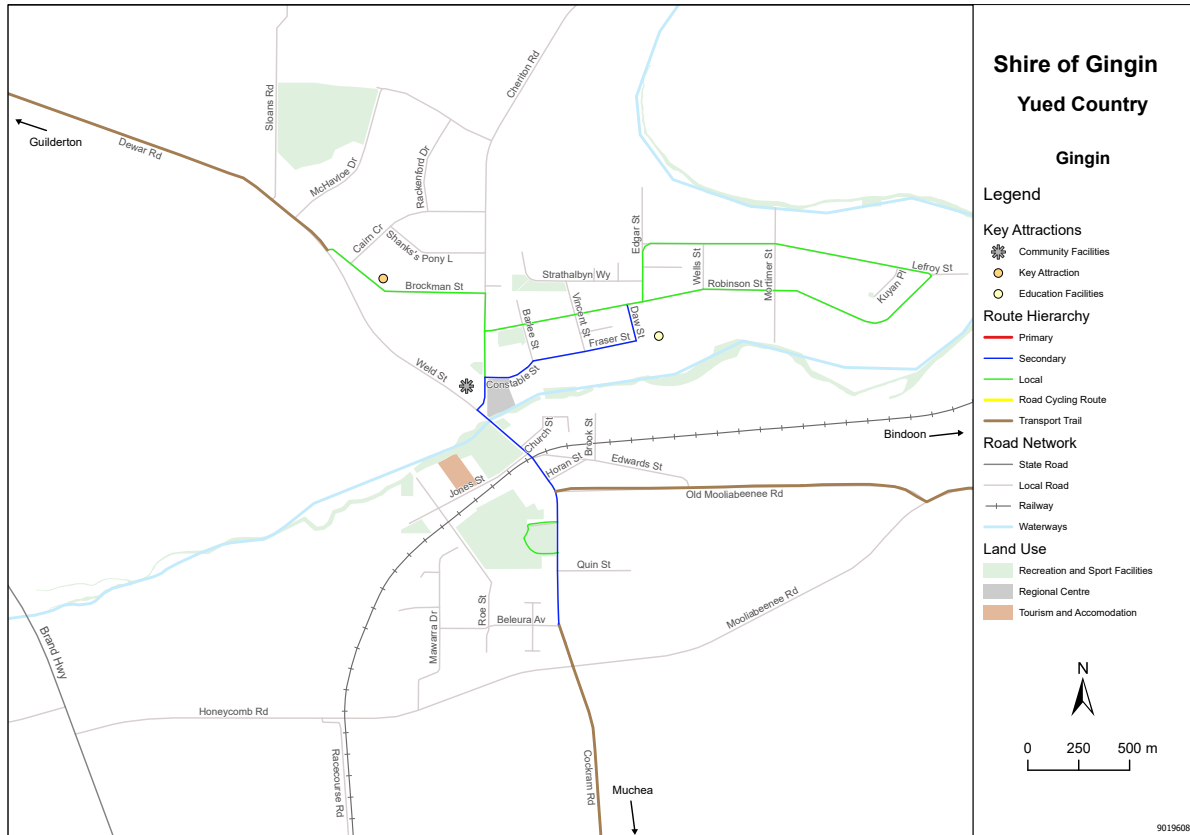 Shire of Gingin
Yued Country
Gingin
Legend
Key Attractions
Community Facilities
Key Attraction
Education Facilities
Route Hierarchy
Primary
Secondary
Local
Road Cycling Route
Transport Trail
Road Network
State Road
Local Road
Railway
Waterways
Land Use
Recreation and Sport Facilities
Regional Centre
Tourism and Accomodation
N
0 250 500 m
9019608
Guilderton
Dewar Rd
Sloans Rd
Cheriton Rd
McHavloe Dr
Rackenford Dr
Cairn Cr
Shanks's
Pony L
Brockman St
Strathalbyn Wy
Edgar St
Wells St
Robinson St
Mortimer St
Kuyan Pl
Lefroy St
Barlee St
Vincent St
Fraser St
Daw St
Weld St
Constable St
Church St
Brook St
Horan St
Edwards St
Bindoon
Jones St
Old Mooliabeenee Rd
Quin St
Roe St
Beleura Av
Mawarra Dr
Mooliabeenee Rd
Brand Hwy
Honeycomb Rd
Racecourse Rd
Cockram Rd
Muchea